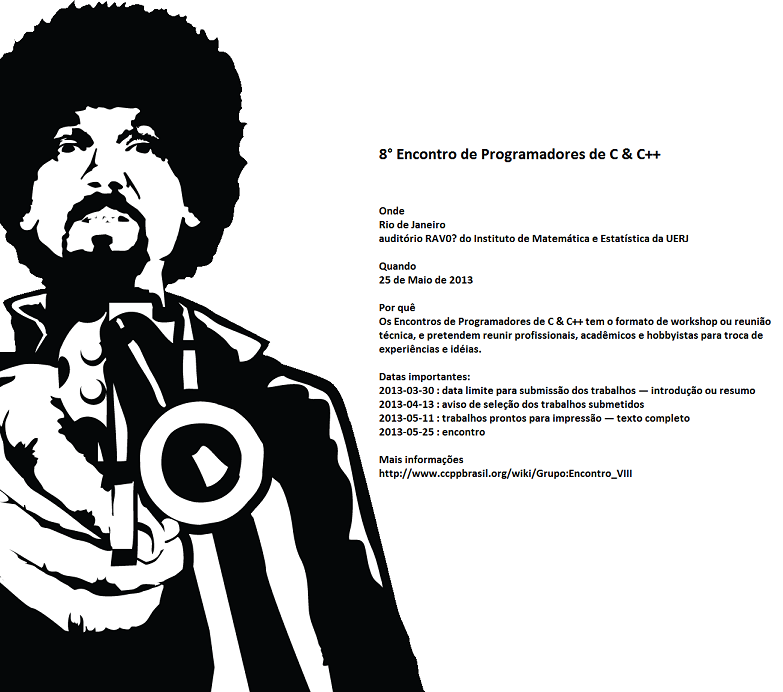 8° Encontro de Programadores de C & C++
Onde
Rio de Janeiro
auditório RAV0? do Instituto de Matemática e Estatística da UERJ
Quando
25 de Maio de 2013
Por quê
Os Encontros de Programadores de C & C++ tem o formato de workshop ou reunião
técnica, e pretendem reunir profissionais, acadêmicos e hobbyistas para troca de
experiências e idéias.
Datas importantes:
2013-03-30 : data limite para submissão dos trabalhos — introdução ou resumo
2013-04-13 : aviso de seleção dos trabalhos submetidos
2013-05-11 : trabalhos prontos para impressão — texto completo
2013-05-25 : encontro
Mais informações
http://www.ccppbrasil.org/wiki/Grupo:Encontro_VIII